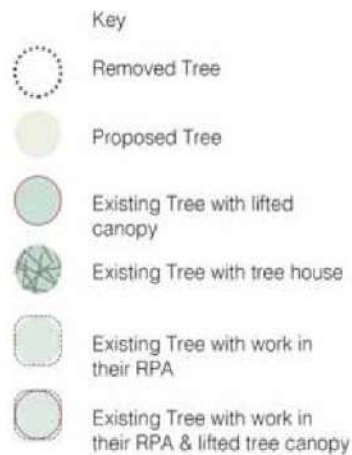 Key
Removed Tree
Proposed Tree
Existing Tree with lifted
canopy
Existing Tree with tree house
Existing Tree with work in
their RPA
Existing Tree with work in
their RPA & lifted tree canopy